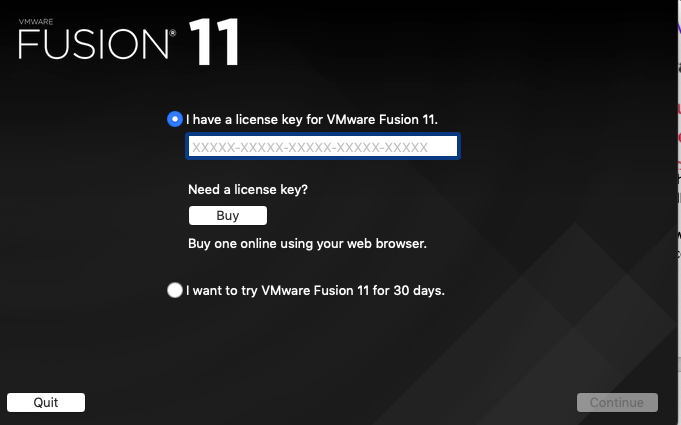 VMWARE
FUSION® 11
I have a license key for VMware Fusion 11.
XXXXX-XXXXX-XXXXX-XXXXX-XXXXX
Need a license key?
Buy
Buy one online using your web browser.
I want to try VMware Fusion 11 for 30 days.
Quit
Continue